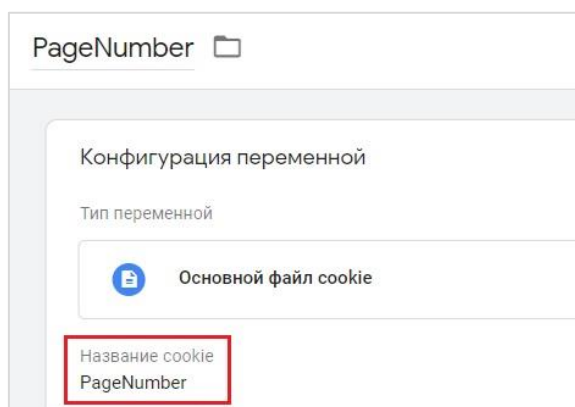 PageNumber
Конфигурация переменной
Тип переменной
Основной файл cookie
Название cookie
PageNumber